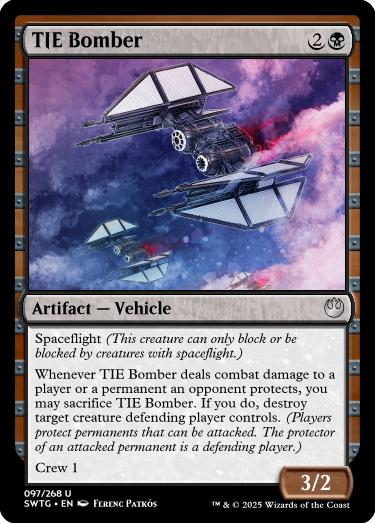 TIE Bomber 2
Artifact — Vehicle
Spaceflight (This creature can only block or be
blocked by creatures with spaceflight.)
Whenever TIE Bomber deals combat damage to a
player or a permanent an opponent protects, you
may sacrifice TIE Bomber. If you do, destroy
target creature defending player controls. (Players
protect permanents that can be attacked. The protector
of an attacked permanent is a defending player.)
Crew 1
3/2
097/268 U
SWTG • EN Ferenc Patkós
™ & © 2025 Wizards of the Coast